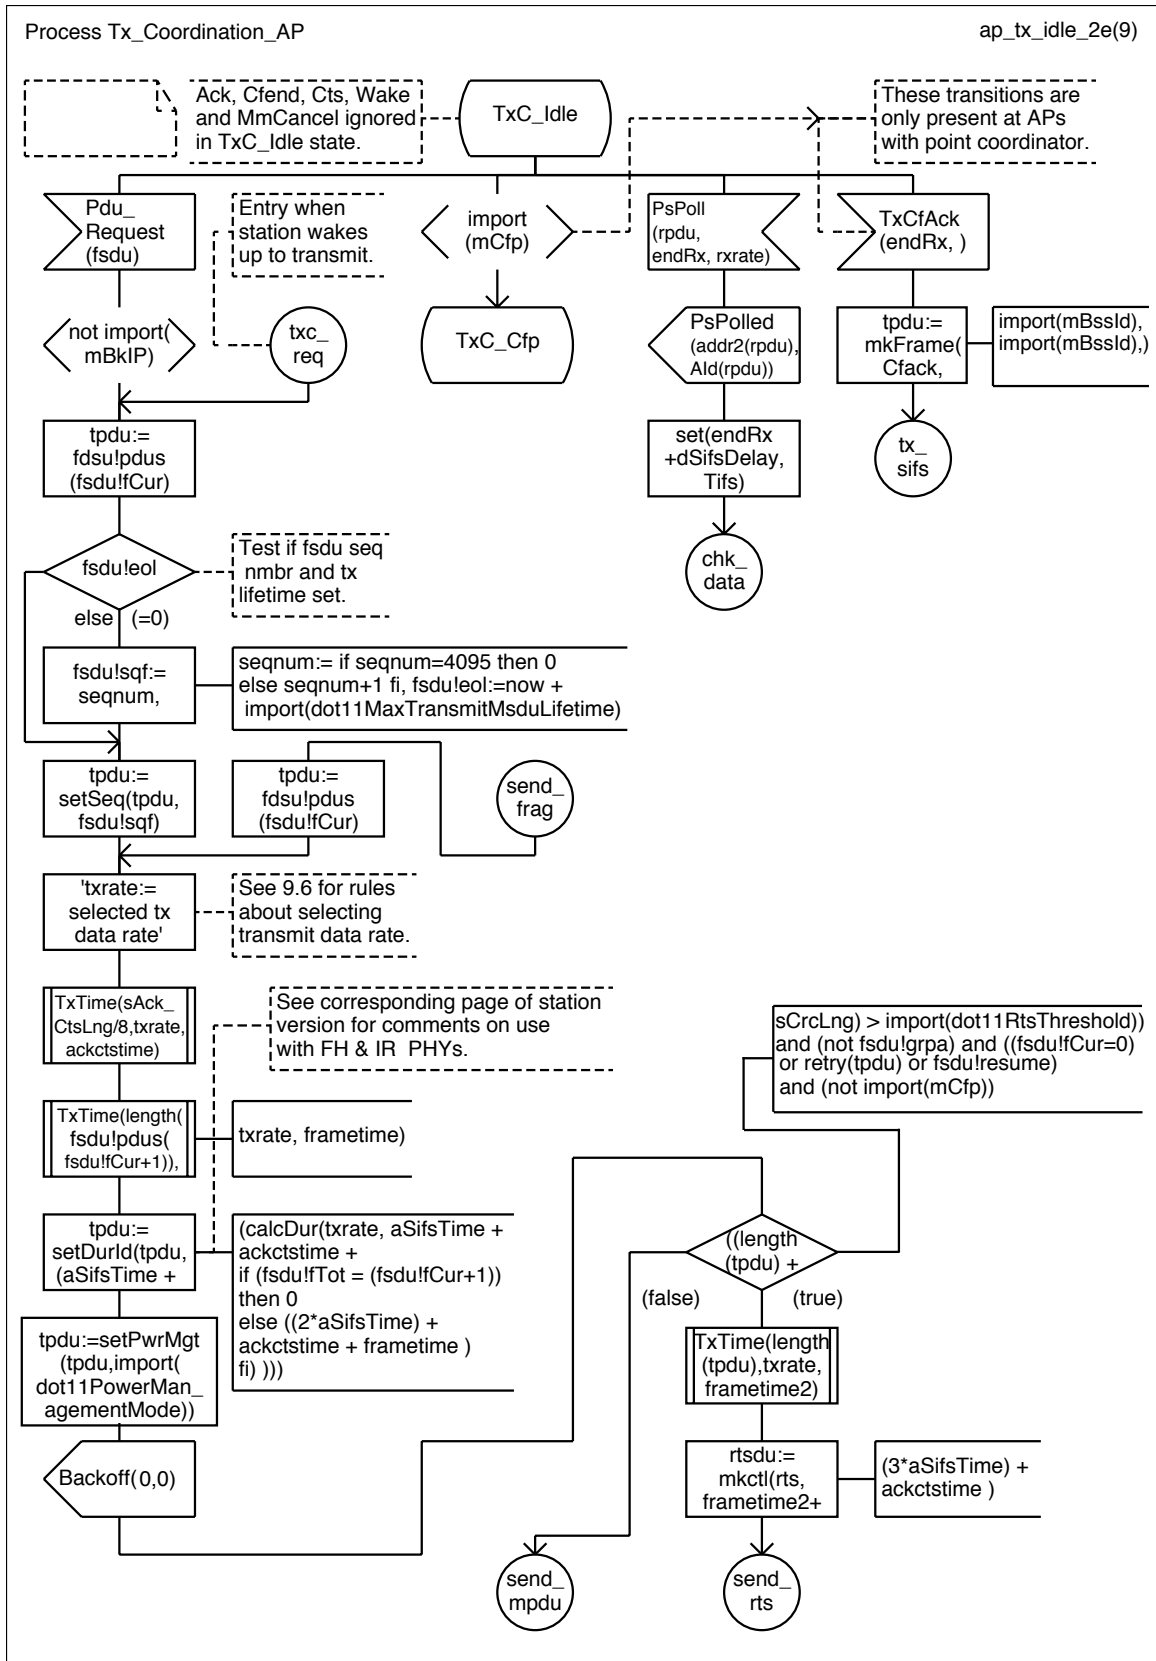 Process Tx_Coordination_AP
ap_tx_idle_2e(9)
Ack, Cfend, Cts, Wake
and MmCancel ignored
in TxC_Idle state.
TxC_Idle
These transitions are
only present at APs
with point coordinator.
Pdu_
Request
(fsdu)
Entry when
station wakes
up to transmit.
import
(mCfp)
PsPoll
(rpdu,
endRx, rxrate)
TxCfAck
(endRx, )
not import(
mBkIP)
txc_
req
TxC_Cfp
PsPolled
(addr2(rpdu),
AId(rpdu))
tpdu:=
mkFrame(
Cfack,
import(mBssId),
import(mBssId),)
tpdu:=
fdsu!pdus
(fsdu!fCur)
set(endRx
+dSifsDelay,
Tifs)
tx_
sifs
fsdu!eol
Test if fsdu seq
nmbr and tx
lifetime set.
chk_
data
else (=0)
fsdu!sqf:=
seqnum,
seqnum:= if seqnum=4095 then 0
else seqnum+1 fi, fsdu!eol:=now +
import(dot11MaxTransmitMsduLifetime)
tpdu:=
setSeq(tpdu,
fsdu!sqf)
tpdu:=
fdsu!pdus
(fsdu!fCur)
send_
frag
'txrate:=
selected tx
data rate'
See 9.6 for rules
about selecting
transmit data rate.
TxTime(sAck_
CtsLng/8,txrate,
ackctstime)
See corresponding page of station
version for comments on use
with FH & IR PHYs.
sCrcLng) > import(dot11RtsThreshold))
and (not fsdu!grpa) and ((fsdu!fCur=0)
or retry(tpdu) or fsdu!resume)
and (not import(mCfp))
TxTime(length(
fsdu!pdus(
fsdu!fCur+1)),
txrate, frametime)
tpdu:=
setDurId(tpdu,
(aSifsTime +
(calcDur(txrate, aSifsTime +
ackctstime +
if (fsdu!fTot = (fsdu!fCur+1))
then 0
else ((2*aSifsTime) +
ackctstime + frametime )
fi) )))
((length
(tpdu) +
(false)
(true)
tpdu:=setPwrMgt
(tpdu,import(
dot11PowerMan_
agementMode))
TxTime(length
(tpdu),txrate,
frametime2)
Backoff(0,0)
rtsdu:=
mkctl(rts,
frametime2+
(3*aSifsTime) +
ackctstime )
send_
mpdu
send_
rts